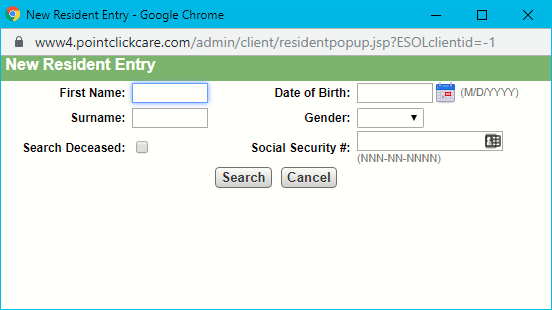 New Resident Entry - Google Chrome
www4.pointclickcare.com/admin/client/residentpopup.jsp?ESOLclientid=-1
New Resident Entry
First Name: Date of Birth: (M/D/YYYY)
Surname: Gender:
Search Deceased: Social Security #:
(NNN-NN-NNNN)
Search Cancel